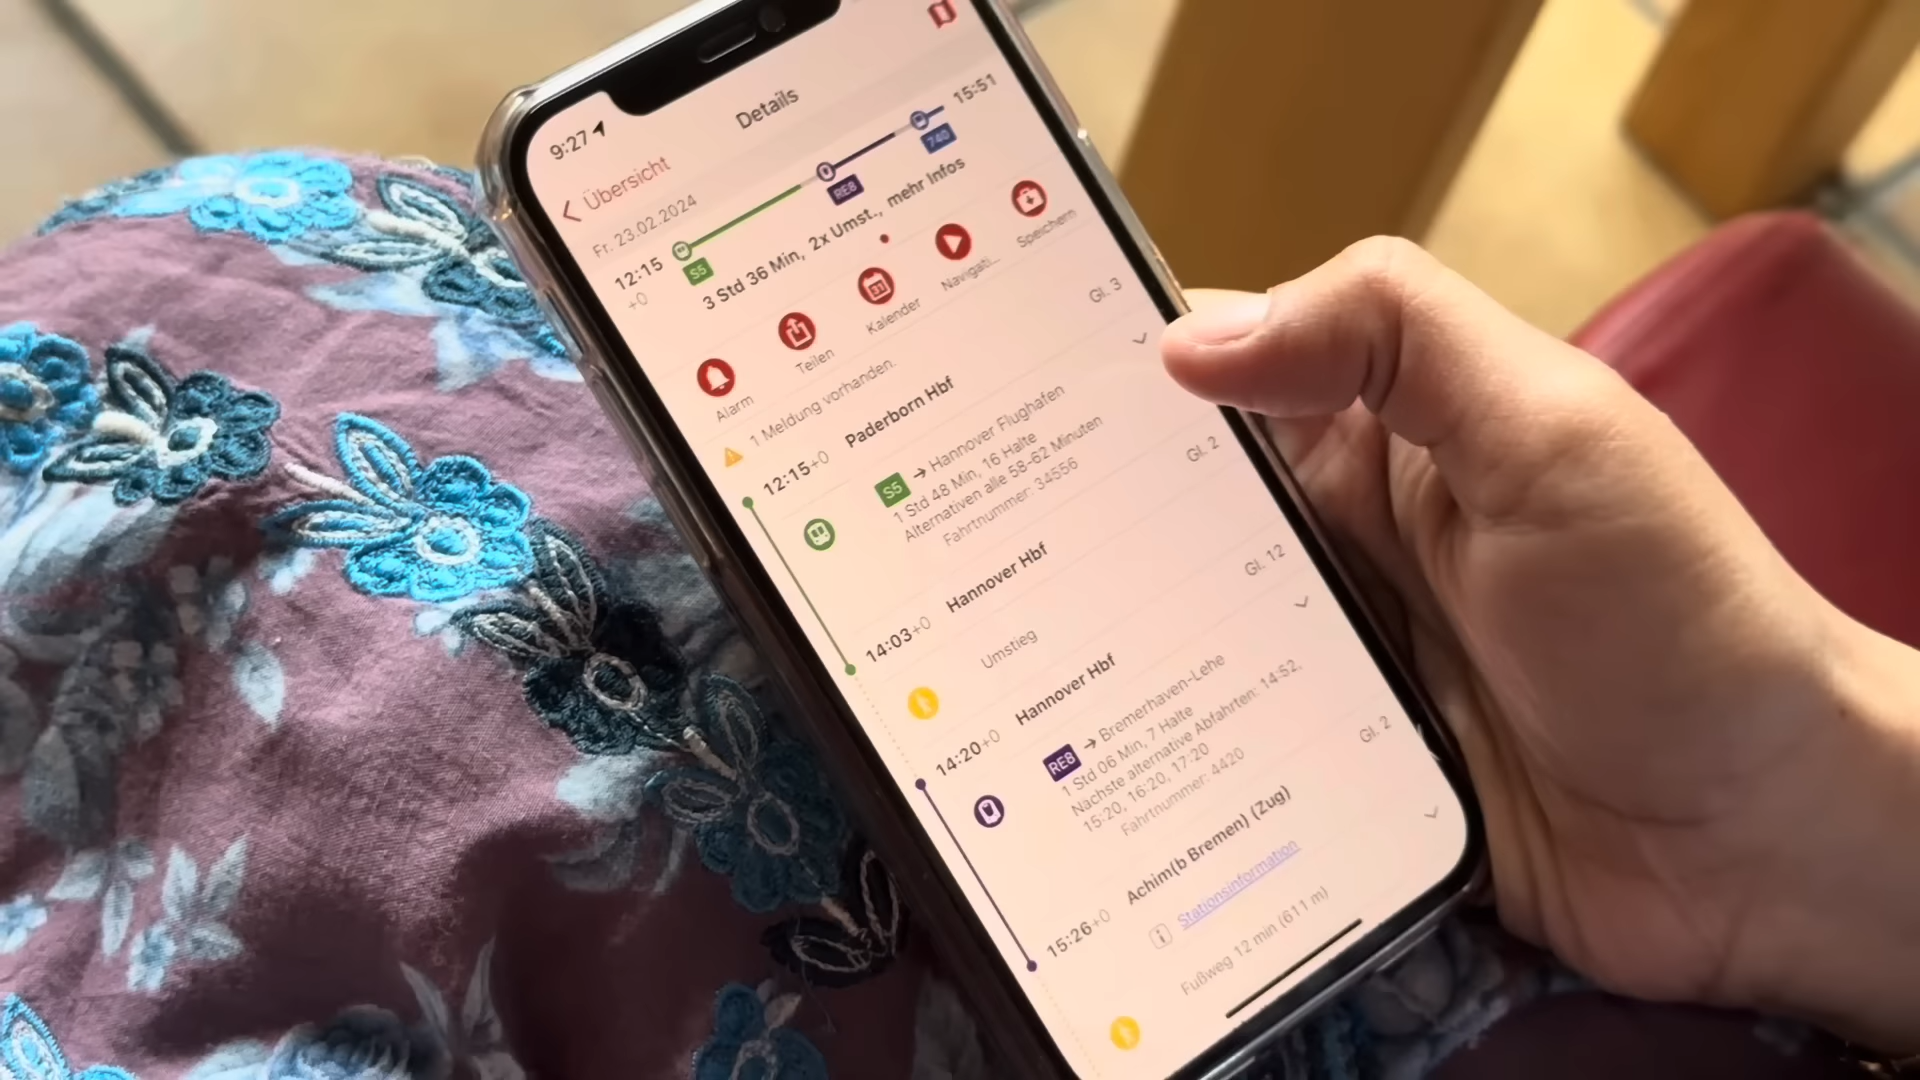 9:27
Übersicht
Details
Fr. 23.02.2024
12:15
+0
15:51
S5
RE8
740
3 Std 36 Min, 2x Umst., mehr Infos
Alarm
Teilen
Kalender
Navigati...
Speichern
1 Meldung vorhanden.
12:15+0 Paderborn Hbf Gl. 3
S5 → Hannover Flughafen
1 Std 48 Min, 16 Halte
Alternativen alle 58-62 Minuten
Fahrtnummer: 34556
14:03+0 Hannover Hbf Gl. 2
Umstieg
14:20+0 Hannover Hbf Gl. 12
RE8 → Bremerhaven-Lehe
1 Std 06 Min, 7 Halte
Nächste alternative Abfahrten: 14:52,
15:20, 16:20, 17:20
Fahrtnummer: 4420
15:26+0 Achim(b Bremen) (Zug) Gl. 2
Stationsinformation
Fußweg 12 min (611 m)